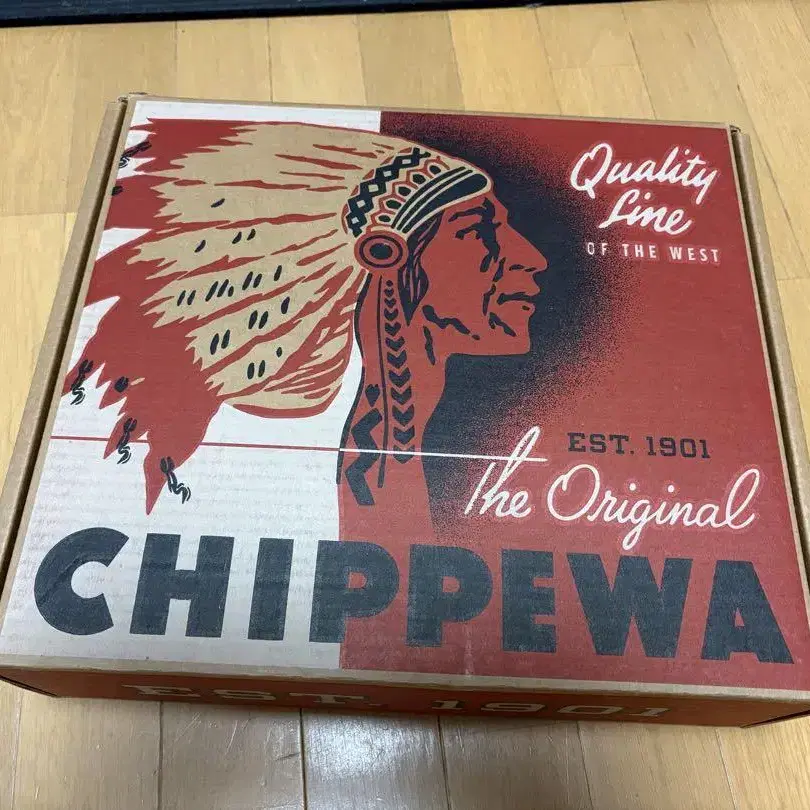 Quality
Line
OF THE WEST
EST. 1901
The Original
CHIPPEWA
EST. 1901